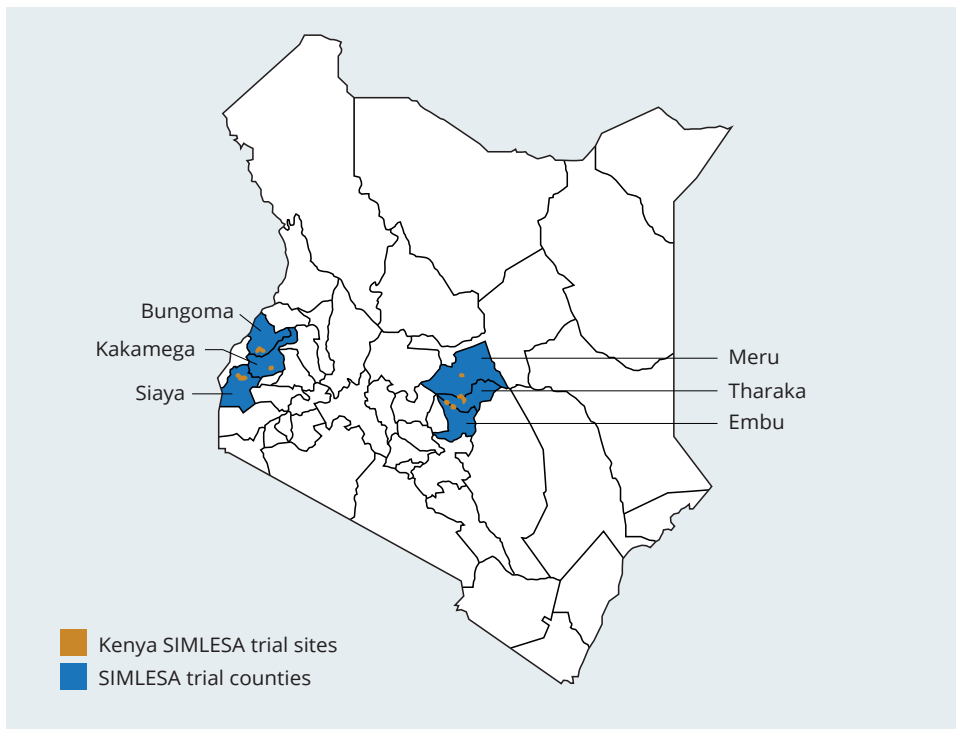 Bungoma
Kakamega
Siaya
Meru
Tharaka
Embu
Kenya SIMLESA trial sites
SIMLESA trial counties